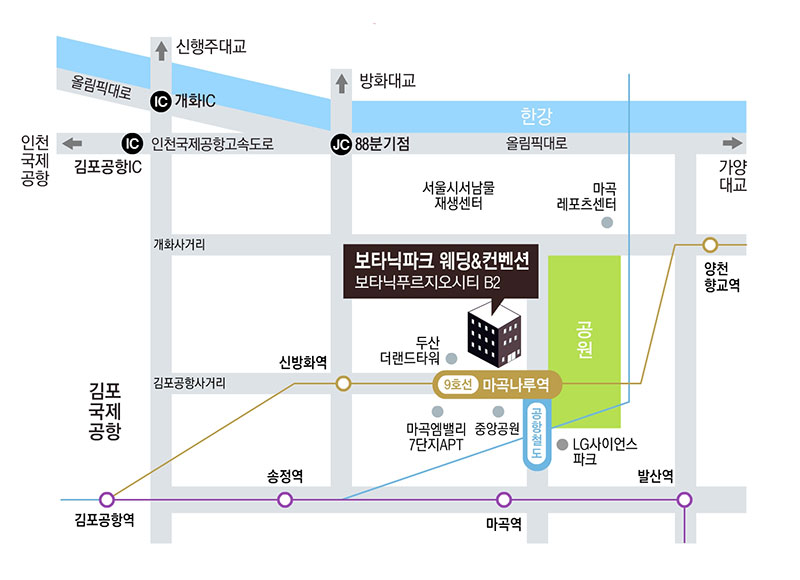 신행주대교
올림픽대로
IC 개화IC
방화대교
한강
인천
국제
공항
IC
김포공항IC
인천국제공항고속도로
JC 88분기점
올림픽대로
가양
대교
서울시서남물
재생센터
마곡
레포츠센터
개화사거리
보타닉파크 웨딩&컨벤션
보타닉푸르지오시티 B2
양천
향교역
공원
두산
더랜드타워
신방화역
김포공항사거리
9호선 마곡나루역
김포
국제
공항
마곡엠밸리
7단지APT
중앙공원
공항철도
LG사이언스
파크
송정역
발산역
김포공항역
마곡역